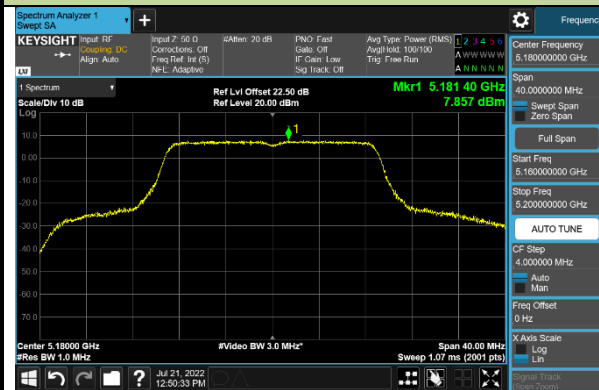 Spectrum Analyzer 1
Swept SA
+
Frequency
KEYSIGHT
Input: RF
Coupling: DC
Align: Auto
Input Z: 50 Ω
Corrections: Off
Freq Ref: Int (S)
NFE: Adaptive
#Atten: 20 dB
PNO: Fast
Gate: Off
IF Gain: Low
Sig Track: Off
Avg Type: Power (RMS)
Avg|Hold: 100/100
Trig: Free Run
1 2 3 4 5 6
A W W W W W
A N N N N N
LXI
1 Spectrum
Scale/Div 10 dB
Log
Ref Lvl Offset 22.50 dB
Ref Level 20.00 dBm
Mkr1 5.181 40 GHz
7.857 dBm
1
10.0
0.00
-10.0
-20.0
-30.0
-40.0
-50.0
-60.0
-70.0
Center 5.18000 GHz
#Res BW 1.0 MHz
#Video BW 3.0 MHz*
Span 40.00 MHz
Sweep 1.07 ms (2001 pts)
Center Frequency
5.180000000 GHz
Span
40.0000000 MHz
Swept Span
Zero Span
Full Span
Start Freq
5.160000000 GHz
Stop Freq
5.200000000 GHz
AUTO TUNE
CF Step
4.000000 MHz
Auto
Man
Freq Offset
0 Hz
X Axis Scale
Log
Lin
Signal Track
(Span Zoom)
?
Jul 21, 2022
12:50:33 PM